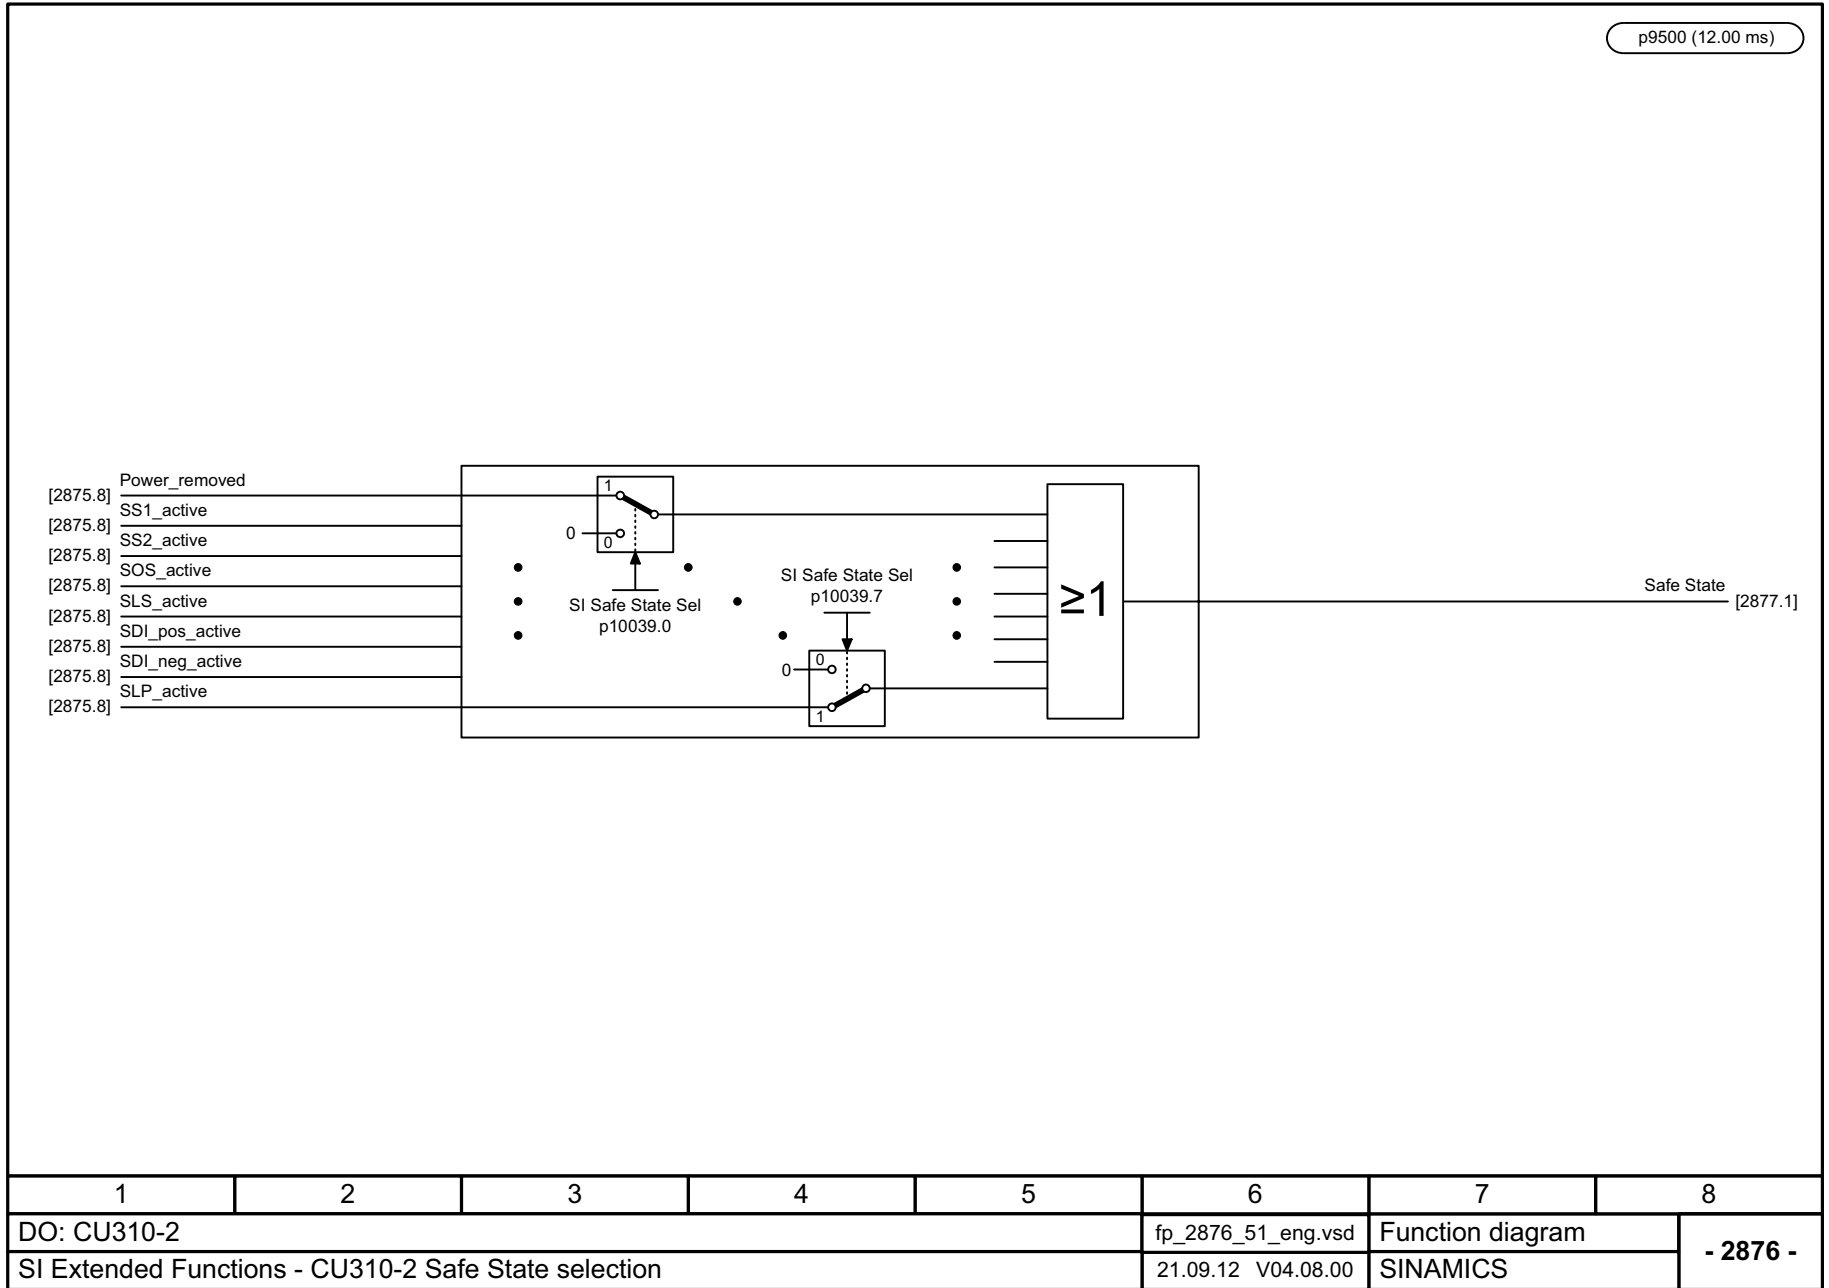 p9500 (12.00 ms)
Power_removed
[2875.8]
SS1_active
[2875.8]
SS2_active
[2875.8]
SOS_active
[2875.8]
SLS_active
[2875.8]
SDI_pos_active
[2875.8]
SDI_neg_active
[2875.8]
SLP_active
[2875.8]
1
0
0
SI Safe State Sel
p10039.0
SI Safe State Sel
p10039.7
0
0
1
≥1
Safe State
[2877.1]
1 2 3 4 5 6 7 8
DO: CU310-2
fp_2876_51_eng.vsd
Function diagram
- 2876 -
SI Extended Functions - CU310-2 Safe State selection
21.09.12 V04.08.00
SINAMICS